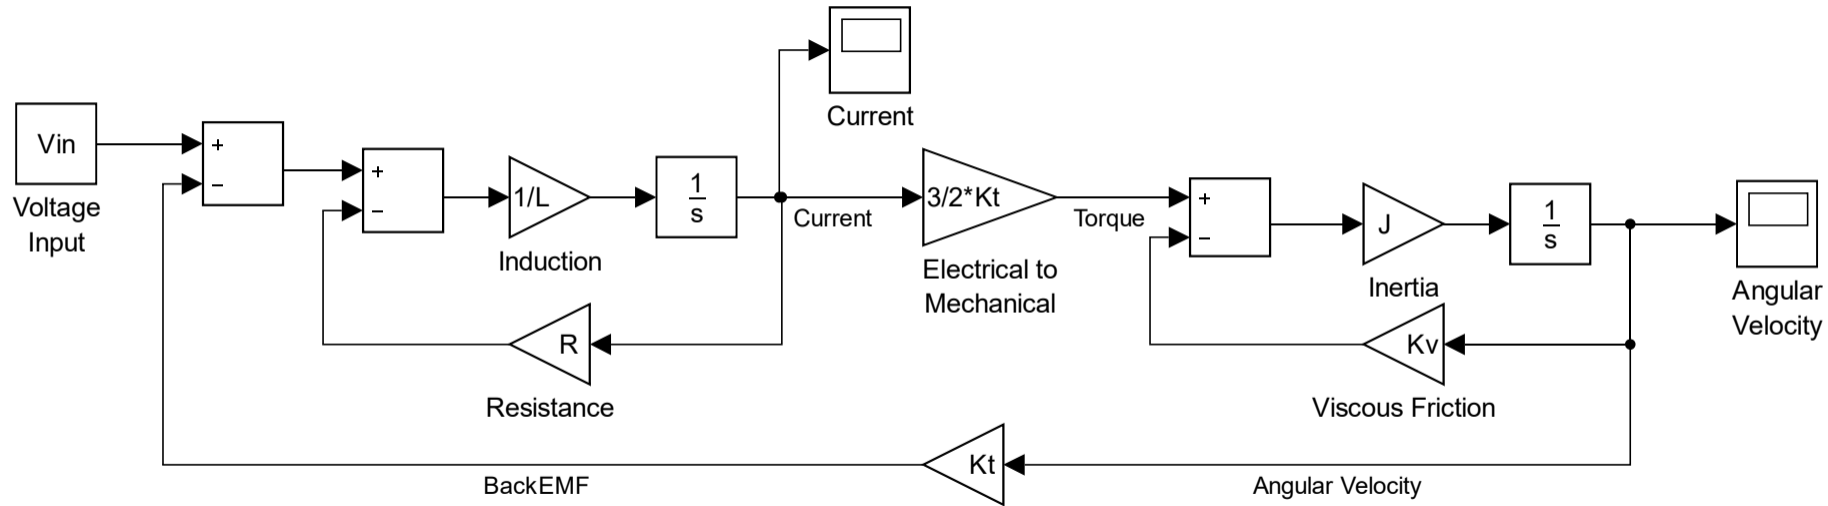 Current
Vin
Voltage
Input
+
−
+
−
1/L
Induction
1
s
Current
3/2*Kt
Electrical to
Mechanical
Torque
+
−
J
Inertia
1
s
Angular
Velocity
R
Resistance
Kv
Viscous Friction
Kt
BackEMF
Angular Velocity